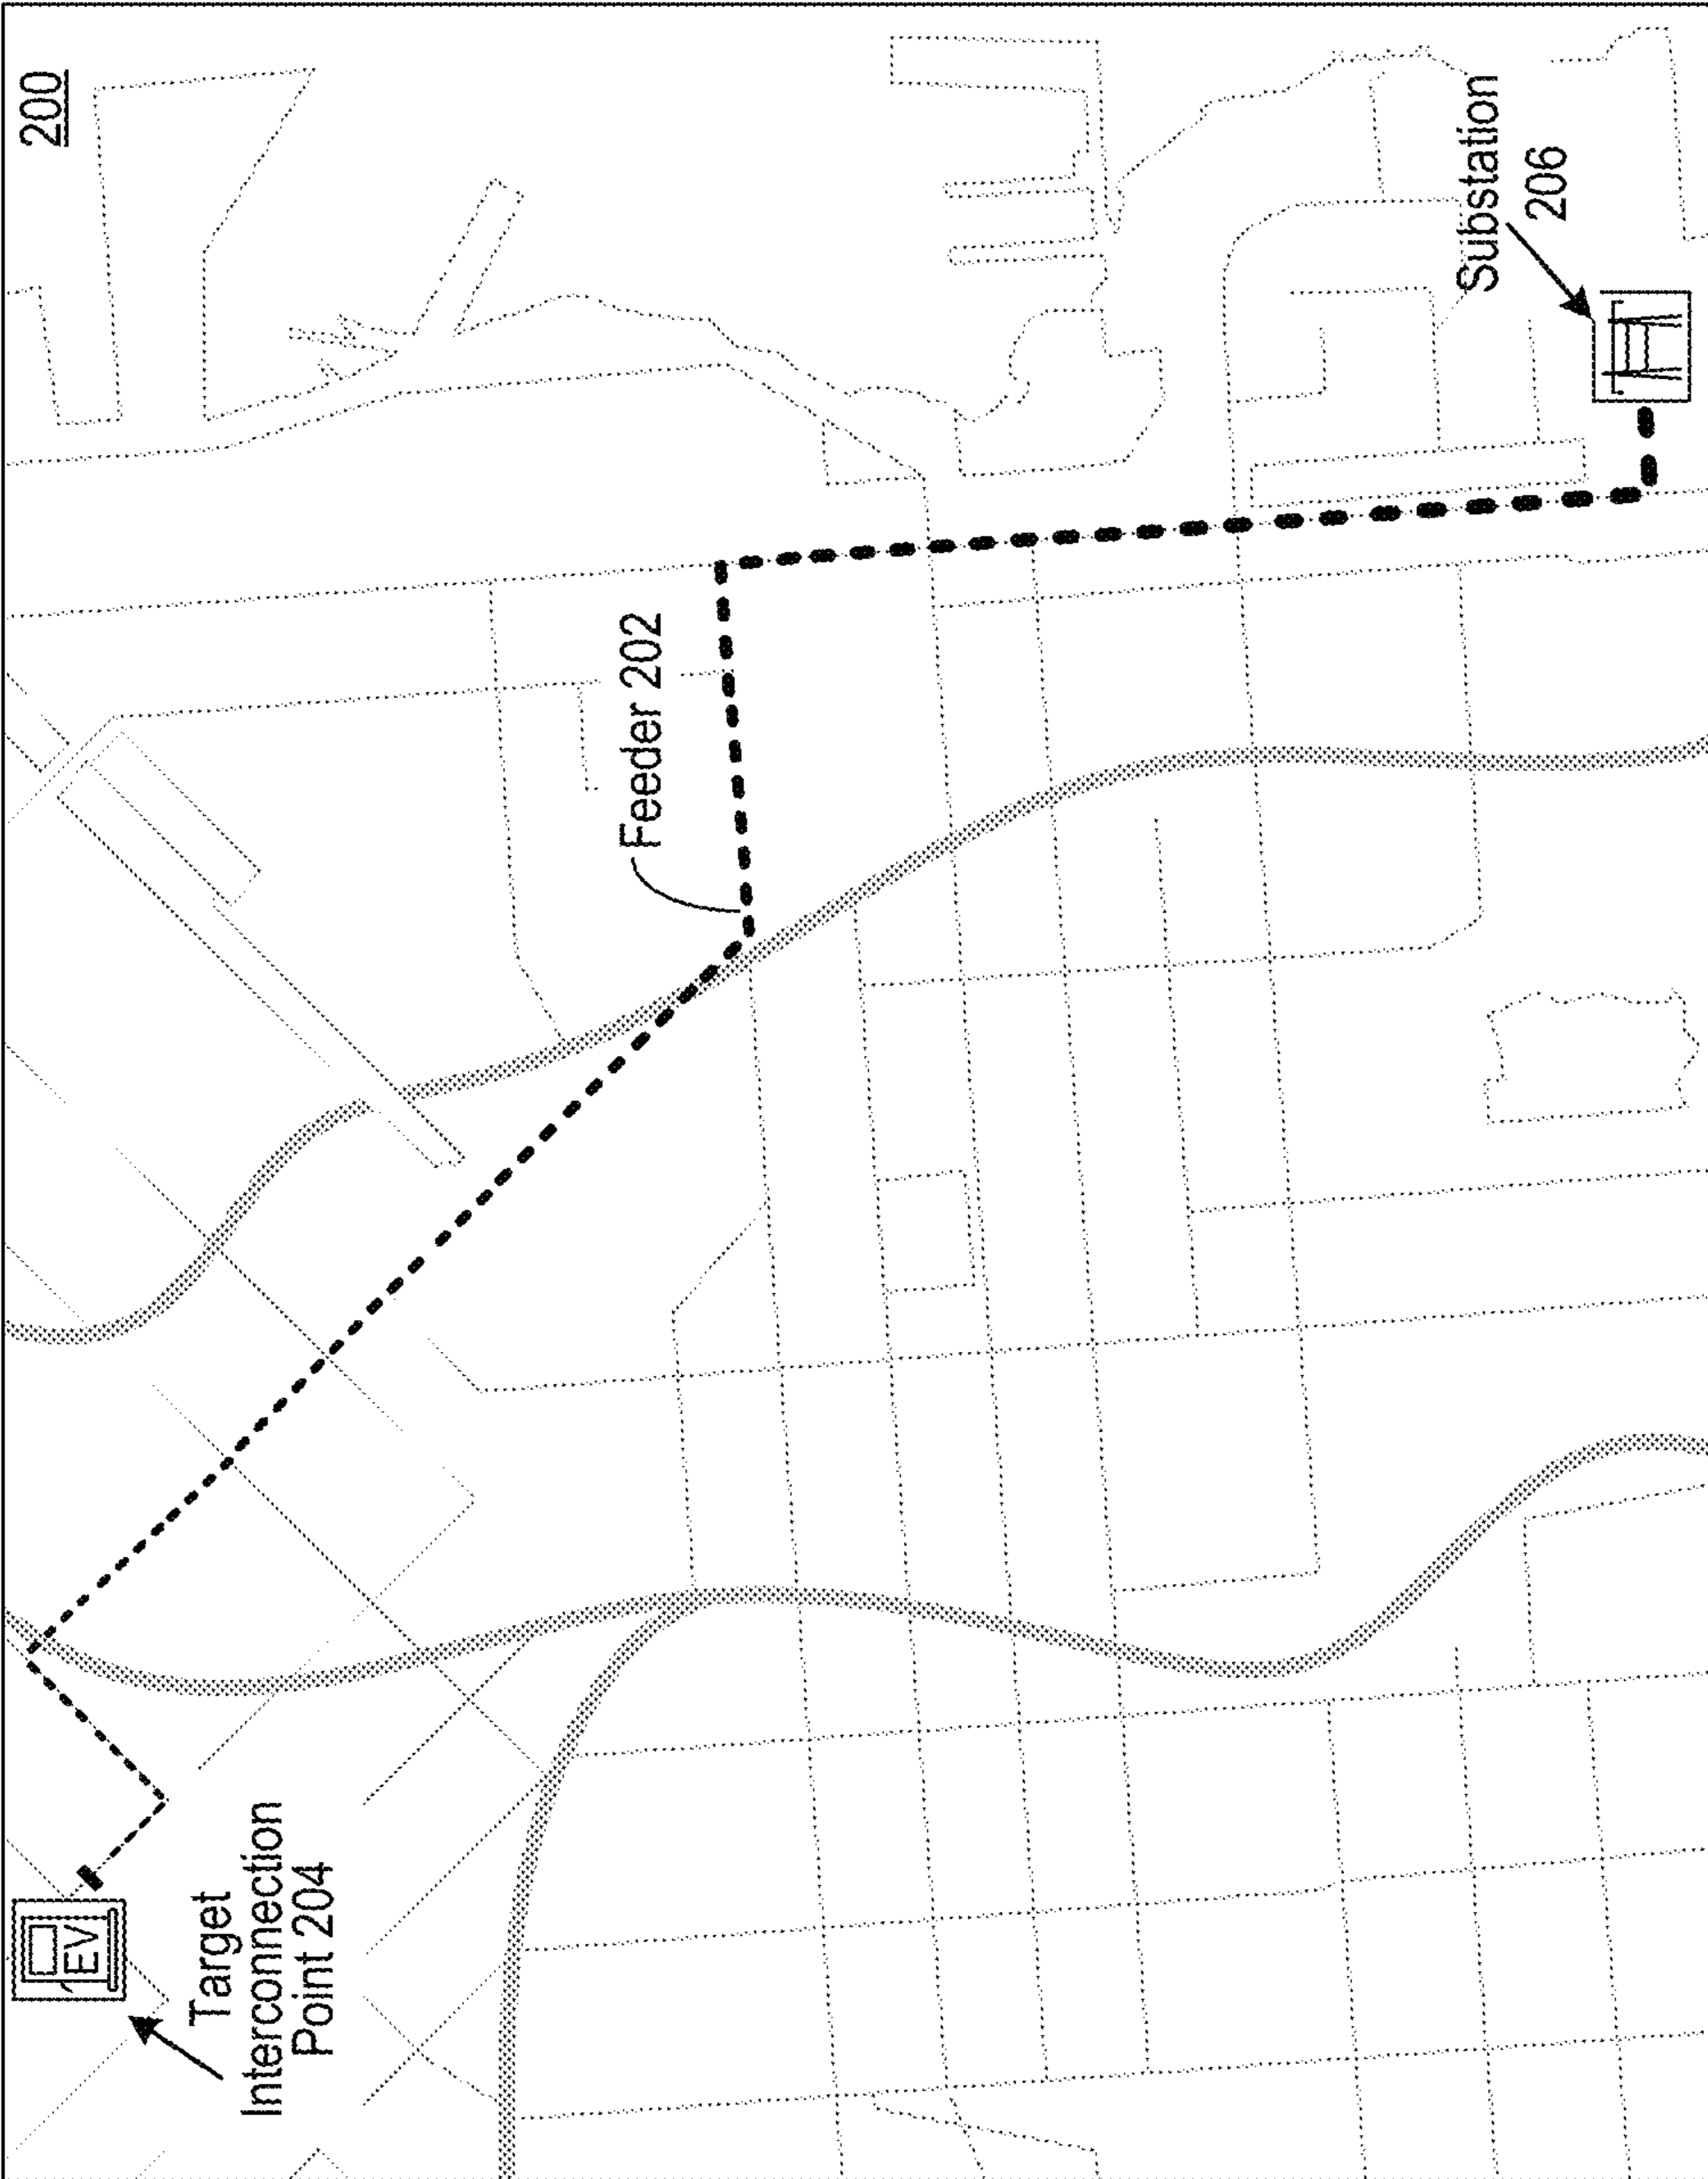 200
Target
Interconnection
Point 204
EV
Feeder 202
Substation
206